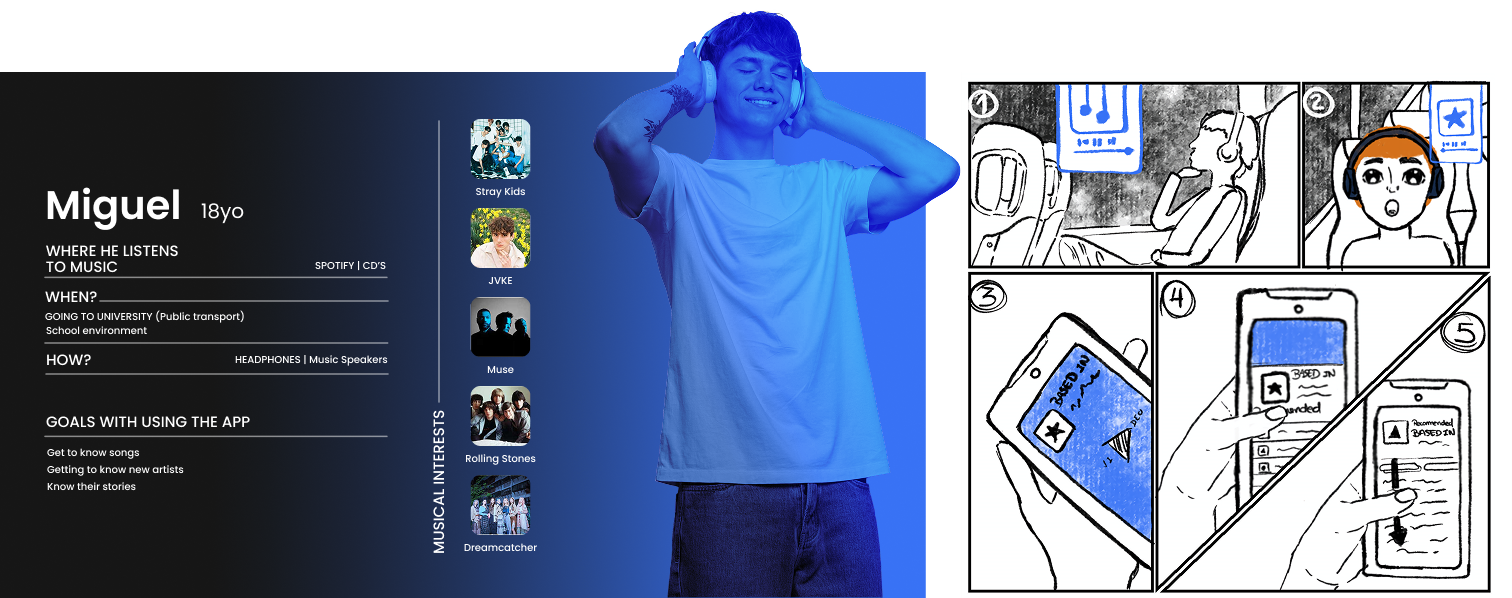 Miguel 18yo
WHERE HE LISTENS
TO MUSIC
SPOTIFY | CD'S
WHEN?
GOING TO UNIVERSITY (Public transport)
School environment
HOW?
HEADPHONES | Music Speakers
GOALS WITH USING THE APP
Get to know songs
Getting to know new artists
Know their stories
MUSICAL INTERESTS
Stray Kids
JVKE
Muse
Rolling Stones
Dreamcatcher
1
2
3
BASED IN
4
BASED IN
5
Recomended
BASED IN